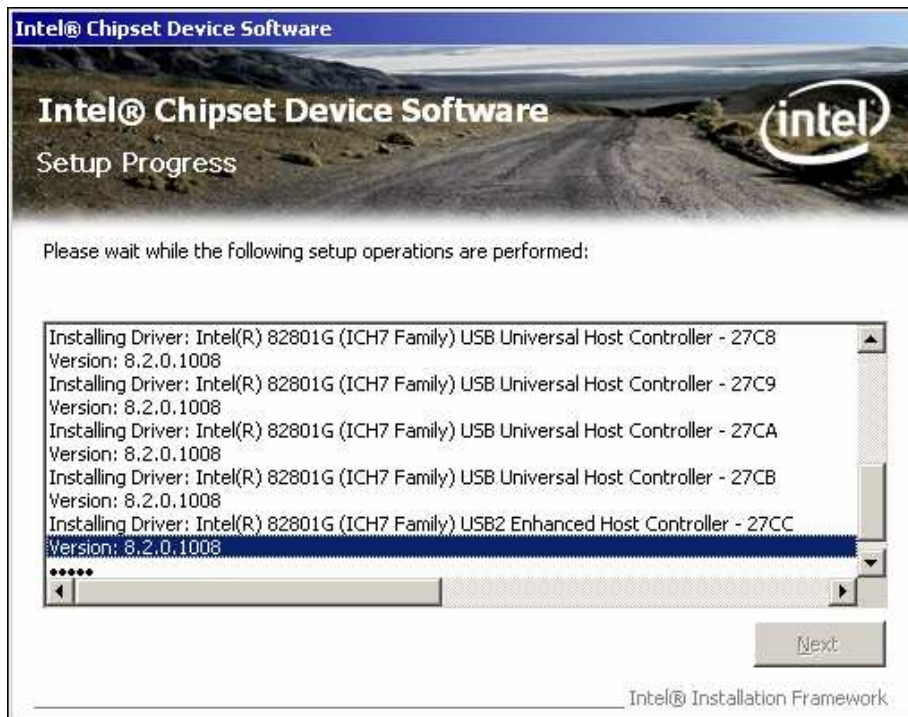 Intel® Chipset Device Software
Intel® Chipset Device Software
intel
Setup Progress
Please wait while the following setup operations are performed:
Installing Driver: Intel(R) 82801G (ICH7 Family) USB Universal Host Controller - 27C8
Version: 8.2.0.1008
Installing Driver: Intel(R) 82801G (ICH7 Family) USB Universal Host Controller - 27C9
Version: 8.2.0.1008
Installing Driver: Intel(R) 82801G (ICH7 Family) USB Universal Host Controller - 27CA
Version: 8.2.0.1008
Installing Driver: Intel(R) 82801G (ICH7 Family) USB Universal Host Controller - 27CB
Version: 8.2.0.1008
Installing Driver: Intel(R) 82801G (ICH7 Family) USB2 Enhanced Host Controller - 27CC
Version: 8.2.0.1008
•••••
Next
Intel® Installation Framework